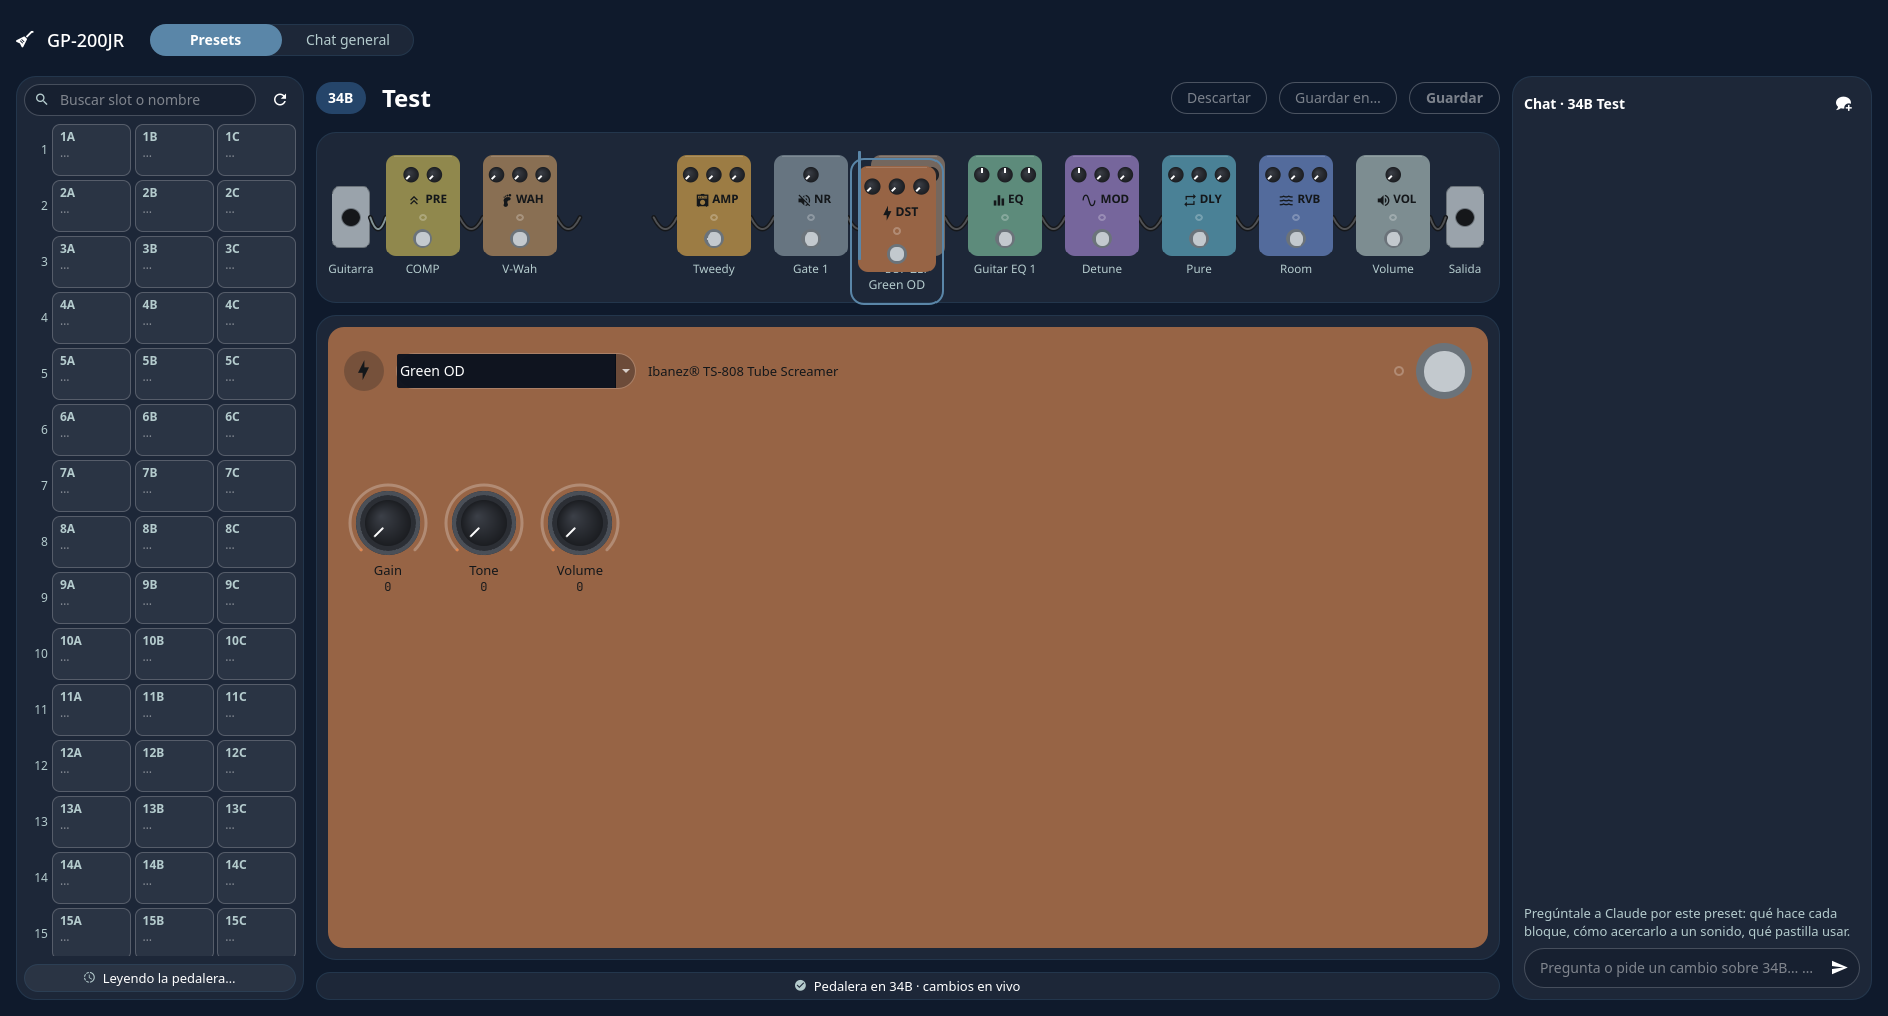 GP-200JR
Presets
Chat general
Buscar slot o nombre
1
1A
...
1B
...
1C
...
2
2A
...
2B
...
2C
...
3
3A
...
3B
...
3C
...
4
4A
...
4B
...
4C
...
5
5A
...
5B
...
5C
...
6
6A
...
6B
...
6C
...
7
7A
...
7B
...
7C
...
8
8A
...
8B
...
8C
...
9
9A
...
9B
...
9C
...
10
10A
...
10B
...
10C
...
11
11A
...
11B
...
11C
...
12
12A
...
12B
...
12C
...
13
13A
...
13B
...
13C
...
14
14A
...
14B
...
14C
...
15
15A
...
15B
...
15C
...
Leyendo la pedalera...
34B
Test
Descartar
Guardar en...
Guardar
Guitarra
PRE
COMP
WAH
V-Wah
AMP
Tweedy
NR
Gate 1
DST
Green OD
EQ
Guitar EQ 1
MOD
Detune
DLY
Pure
RVB
Room
VOL
Volume
Salida
Green OD
Ibanez® TS-808 Tube Screamer
Gain
0
Tone
0
Volume
0
Pedalera en 34B · cambios en vivo
Chat · 34B Test
Pregúntale a Claude por este preset: qué hace cada
bloque, cómo acercarlo a un sonido, qué pastilla usar.
Pregunta o pide un cambio sobre 34B... ...